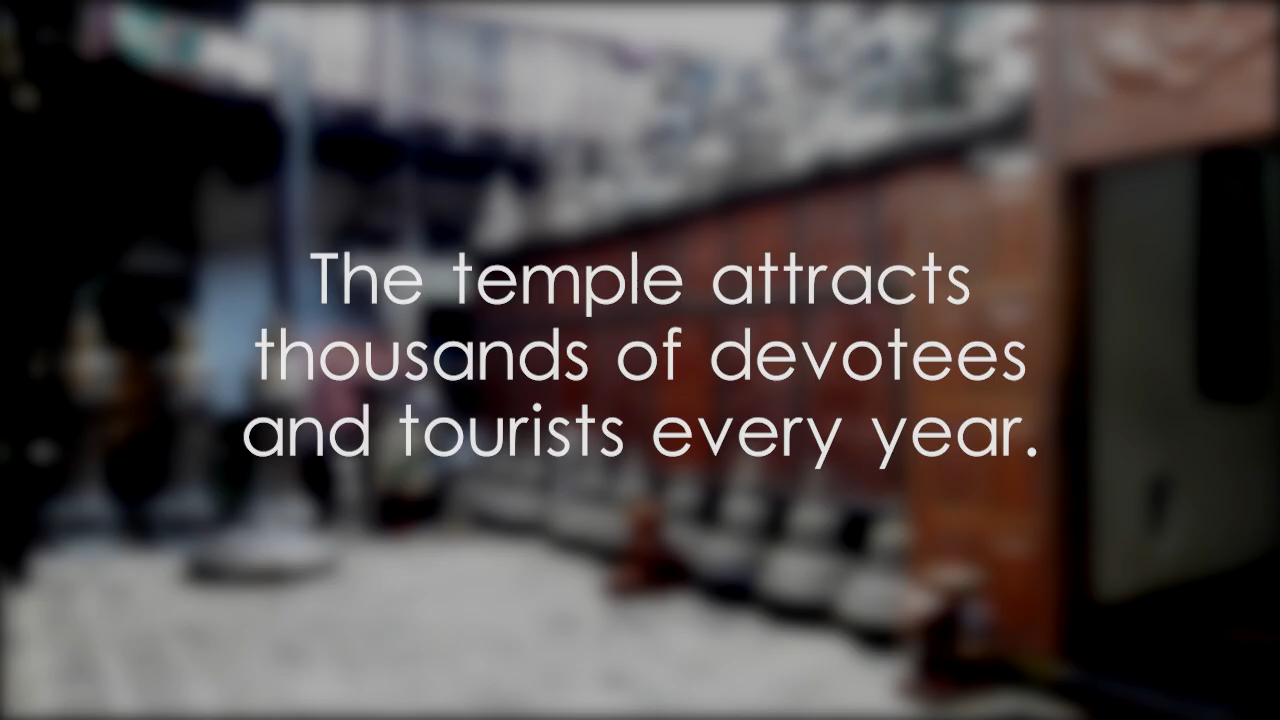 The temple attracts
thousands of devotees
and tourists every year.